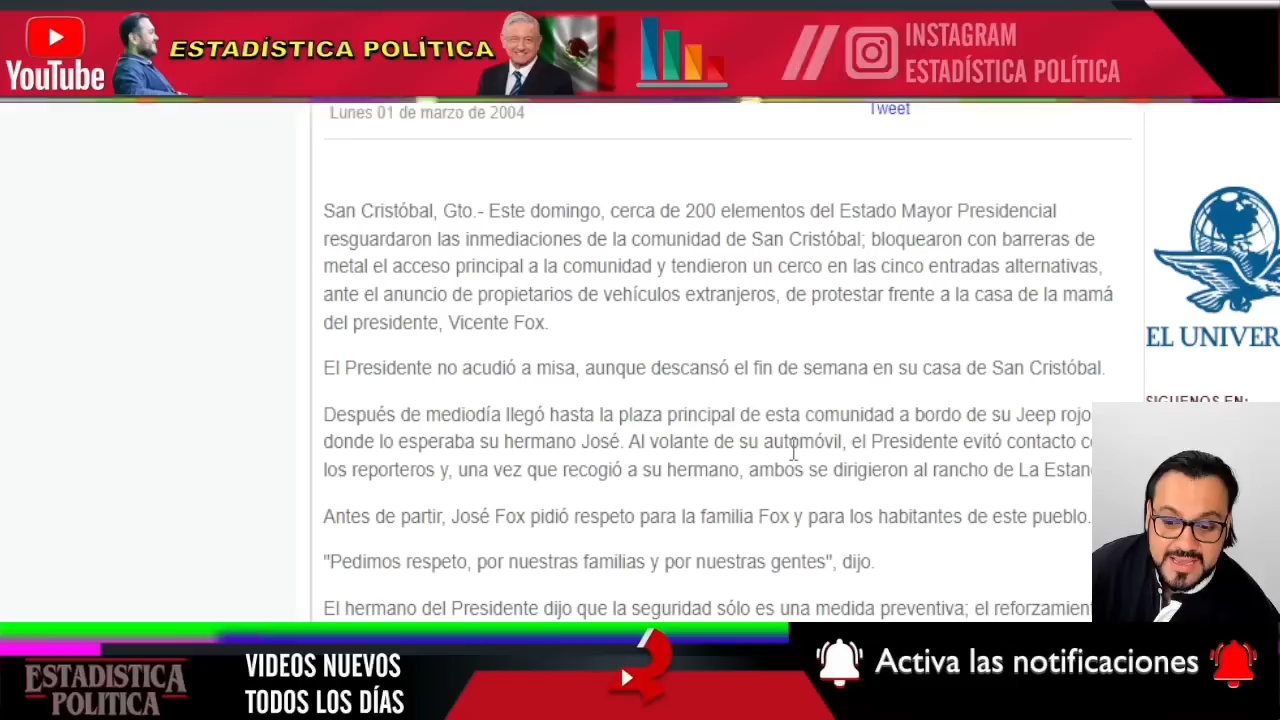 YouTube
ESTADÍSTICA POLÍTICA
INSTAGRAM
ESTADÍSTICA POLÍTICA
Lunes 01 de marzo de 2004
Tweet
San Cristóbal, Gto.- Este domingo, cerca de 200 elementos del Estado Mayor Presidencial
resguardaron las inmediaciones de la comunidad de San Cristóbal; bloquearon con barreras de
metal el acceso principal a la comunidad y tendieron un cerco en las cinco entradas alternativas,
ante el anuncio de propietarios de vehículos extranjeros, de protestar frente a la casa de la mamá
del presidente, Vicente Fox.
El Presidente no acudió a misa, aunque descansó el fin de semana en su casa de San Cristóbal.
Después de mediodía llegó hasta la plaza principal de esta comunidad a bordo de su Jeep rojo
donde lo esperaba su hermano José. Al volante de su automóvil, el Presidente evitó contacto
los reporteros y, una vez que recogió a su hermano, ambos se dirigieron al rancho de La
Antes de partir, José Fox pidió respeto para la familia Fox y para los habitantes de este pueblo.
"Pedimos respeto, por nuestras familias y por nuestras gentes", dijo.
El hermano del Presidente dijo que la seguridad sólo es una medida preventiva; el
EL UNIVER
SIGUENOS EN:
ESTADISTICA
POLÍTICA
VIDEOS NUEVOS
TODOS LOS DÍAS
Activa las notificaciones